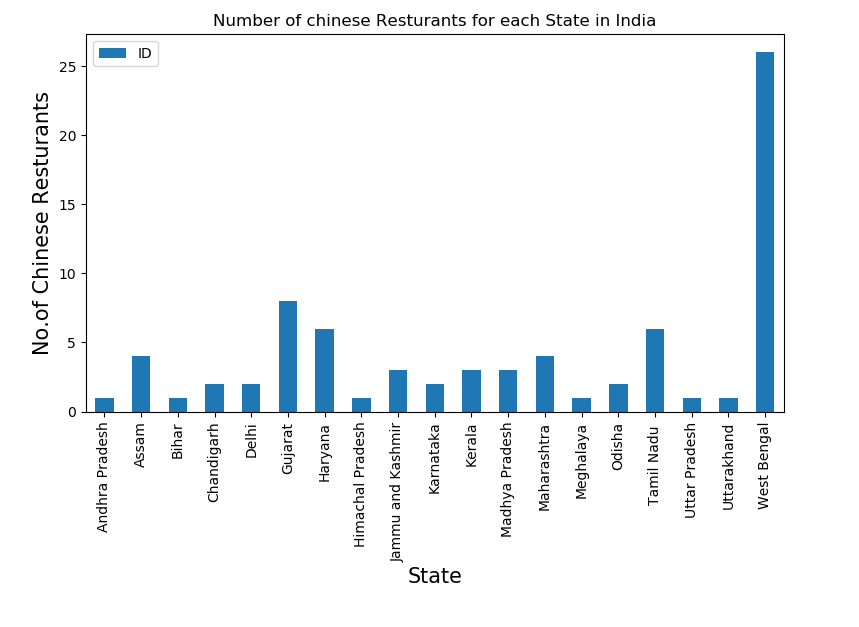 Number of chinese Resturants for each State in India
ID
No.of Chinese Resturants
25
20
15
10
5
0
Andhra Pradesh
Assam
Bihar
Chandigarh
Delhi
Gujarat
Haryana
Himachal Pradesh
Jammu and Kashmir
Karnataka
Kerala
Madhya Pradesh
Maharashtra
Meghalaya
Odisha
Tamil Nadu
Uttar Pradesh
Uttarakhand
West Bengal
State